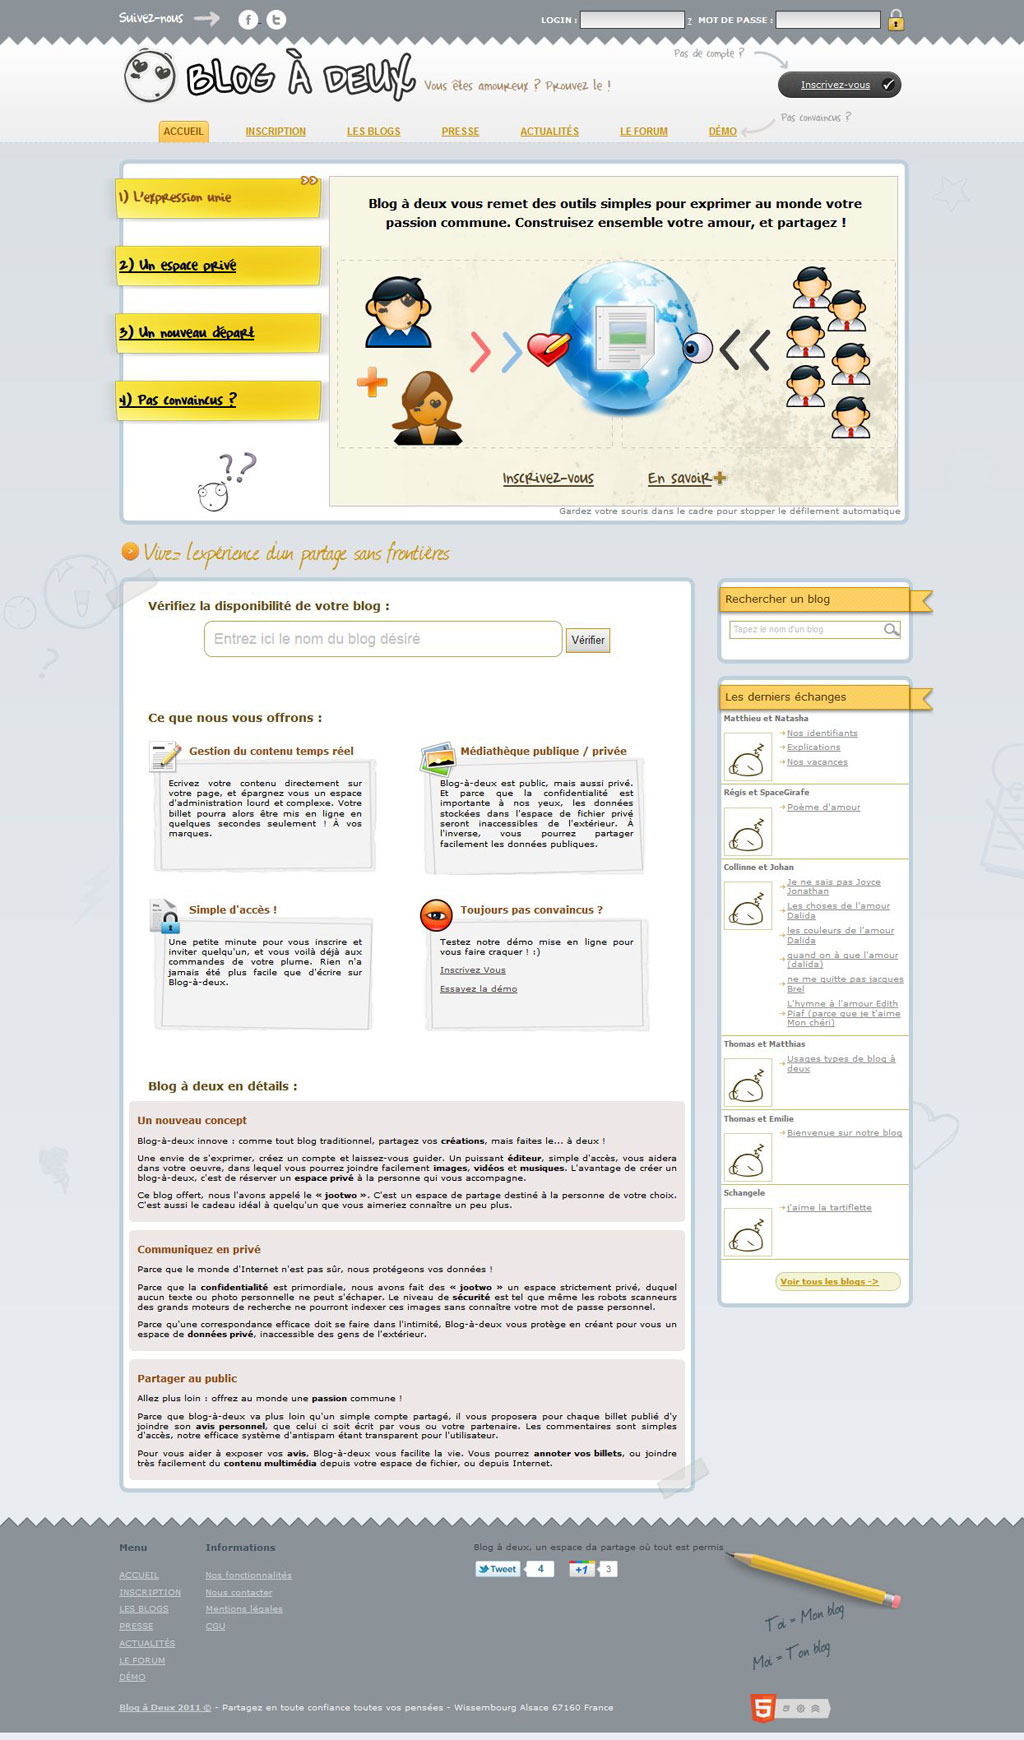 Suivez-nous
LOGIN : ? MOT DE PASSE :
BLOG À DEUX
Vous êtes amoureux ? Prouvez le !
Pas de compte ?
Inscrivez-vous
Pas convaincus ?
ACCUEIL INSCRIPTION LES BLOGS PRESSE ACTUALITÉS LE FORUM DÉMO
1) L'expression unie
2) Un espace privé
3) Un nouveau départ
4) Pas convaincus ?
??
Blog à deux vous remet des outils simples pour exprimer au monde votre
passion commune. Construisez ensemble votre amour, et partagez !
Inscrivez-vous En savoir
Gardez votre souris dans le cadre pour stopper le défilement automatique
Vivez l'expérience d'un partage sans frontières
Vérifiez la disponibilité de votre blog :
Entrez ici le nom du blog désiré
Vérifier
Ce que nous vous offrons :
Gestion du contenu temps réel
Ecrivez votre contenu directement sur
votre page, et épargnez vous un espace
d'administration lourd et complexe. Votre
billet pourra alors être mis en ligne en
quelques secondes seulement ! À vos
marques.
Médiathèque publique / privée
Blog-à-deux est public, mais aussi privé.
Et parce que la confidentialité est
importante à nos yeux, les données
stockées dans l'espace de fichier privé
seront inaccessibles de l'extérieur. À
l'inverse, vous pourrez partager
facilement les données publiques.
Simple d'accès !
Une petite minute pour vous inscrire et
inviter quelqu'un, et vous voilà déjà aux
commandes de votre plume. Rien n'a
jamais été plus facile que d'écrire sur
Blog-à-deux.
Toujours pas convaincus ?
Testez notre démo mise en ligne pour
vous faire craquer ! :)
Inscrivez Vous
Essayez la démo
Blog à deux en détails :
Un nouveau concept
Blog-à-deux innove : comme tout blog traditionnel, partagez vos créations, mais faites le... à deux !
Une envie de s'exprimer, créez un compte et laissez-vous guider. Un puissant éditeur, simple d'accès, vous aidera
dans votre oeuvre, dans lequel vous pourrez joindre facilement images, vidéos et musiques. L'avantage de créer un
blog-à-deux, c'est de réserver un espace privé à la personne qui vous accompagne.
Ce blog offert, nous l'avons appelé le « jootwo ». C'est un espace de partage destiné à la personne de votre choix.
C'est aussi le cadeau idéal à quelqu'un que vous aimeriez connaître un peu plus.
Communiquez en privé
Parce que le monde d'Internet n'est pas sûr, nous protégeons vos données !
Parce que la confidentialité est primordiale, nous avons fait des « jootwo » un espace strictement privé, duquel
aucun texte ou photo personnelle ne peut s'échaper. Le niveau de sécurité est tel que même les robots scanneurs
des grands moteurs de recherche ne pourront indexer ces images sans connaître votre mot de passe personnel.
Parce qu'une correspondance efficace doit se faire dans l'intimité, Blog-à-deux vous protège en créant pour vous un
espace de données privé, inaccessible des gens de l'extérieur.
Partager au public
Allez plus loin : offrez au monde une passion commune !
Parce que blog-à-deux va plus loin qu'un simple compte partagé, il vous proposera pour chaque billet publié d'y
joindre son avis personnel, que celui ci soit écrit par vous ou votre partenaire. Les commentaires sont simples
d'accès, notre efficace système d'antispam étant transparent pour l'utilisateur.
Pour vous aider à exposer vos avis, Blog-à-deux vous facilite la vie. Vous pourrez annoter vos billets, ou joindre
très facilement du contenu multimédia depuis votre espace de fichier, ou depuis Internet.
Rechercher un blog
Tapez le nom d'un blog
Les derniers échanges
Matthieu et Natasha
Nos identifiants
Explications
Nos vacances
Régis et SpaceGirafe
Poème d'amour
Collinne et Johan
Je ne sais pas Joyce
Jonathan
Les choses de l'amour
Dalida
les couleurs de l'amour
Dalida
quand on à que l'amour
(dalida)
ne me quitte pas jacques
Brel
L'hymne à l'amour Edith
Piaf (parce que je t'aime
Mon chéri)
Thomas et Matthias
Usages types de blog à
deux
Thomas et Emilie
Bienvenue sur notre blog
Schangele
j'aime la tartiflette
Voir tous les blogs ->
Menu
ACCUEIL
INSCRIPTION
LES BLOGS
PRESSE
ACTUALITÉS
LE FORUM
DÉMO
Informations
Nos fonctionnalités
Nous contacter
Mentions légales
CGU
Blog à deux, un espace da partage où tout est permis
Tweet 4 +1 3
Toi = Mon blog
Moi = Ton blog
Blog à Deux 2011 © - Partagez en toute confiance toutes vos pensées - Wissembourg Alsace 67160 France
5